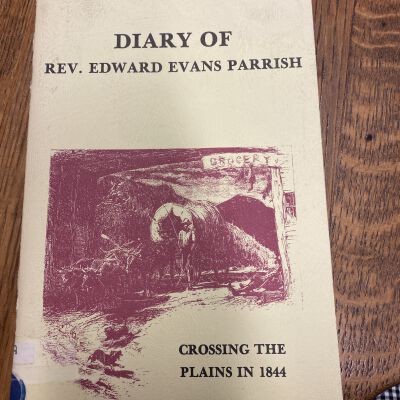 DIARY OF
REV. EDWARD EVANS PARRISH
GROCERY
CROSSING THE
PLAINS IN 1844